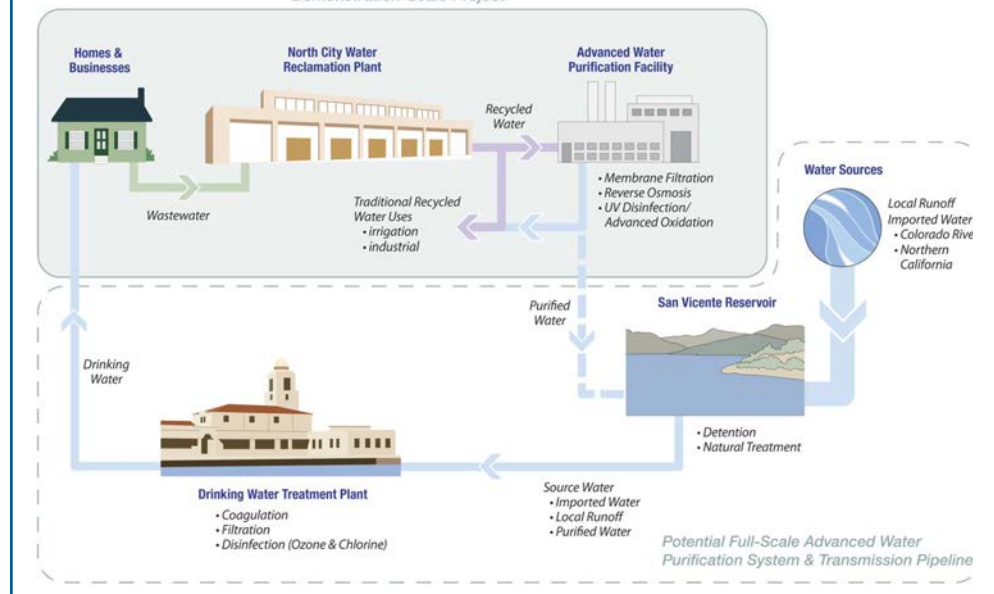 Homes &
Businesses
North City Water
Reclamation Plant
Advanced Water
Purification Facility
Recycled
Water
Wastewater
Traditional Recycled
Water Uses
• irrigation
• industrial
• Membrane Filtration
• Reverse Osmosis
• UV Disinfection/
Advanced Oxidation
Water Sources
Local Runoff
Imported Water
• Colorado Rive
• Northern
California
Purified
Water
San Vicente Reservoir
• Detention
• Natural Treatment
Drinking
Water
Drinking Water Treatment Plant
• Coagulation
• Filtration
• Disinfection (Ozone & Chlorine)
Source Water
• Imported Water
• Local Runoff
• Purified Water
Potential Full-Scale Advanced Water
Purification System & Transmission Pipeline